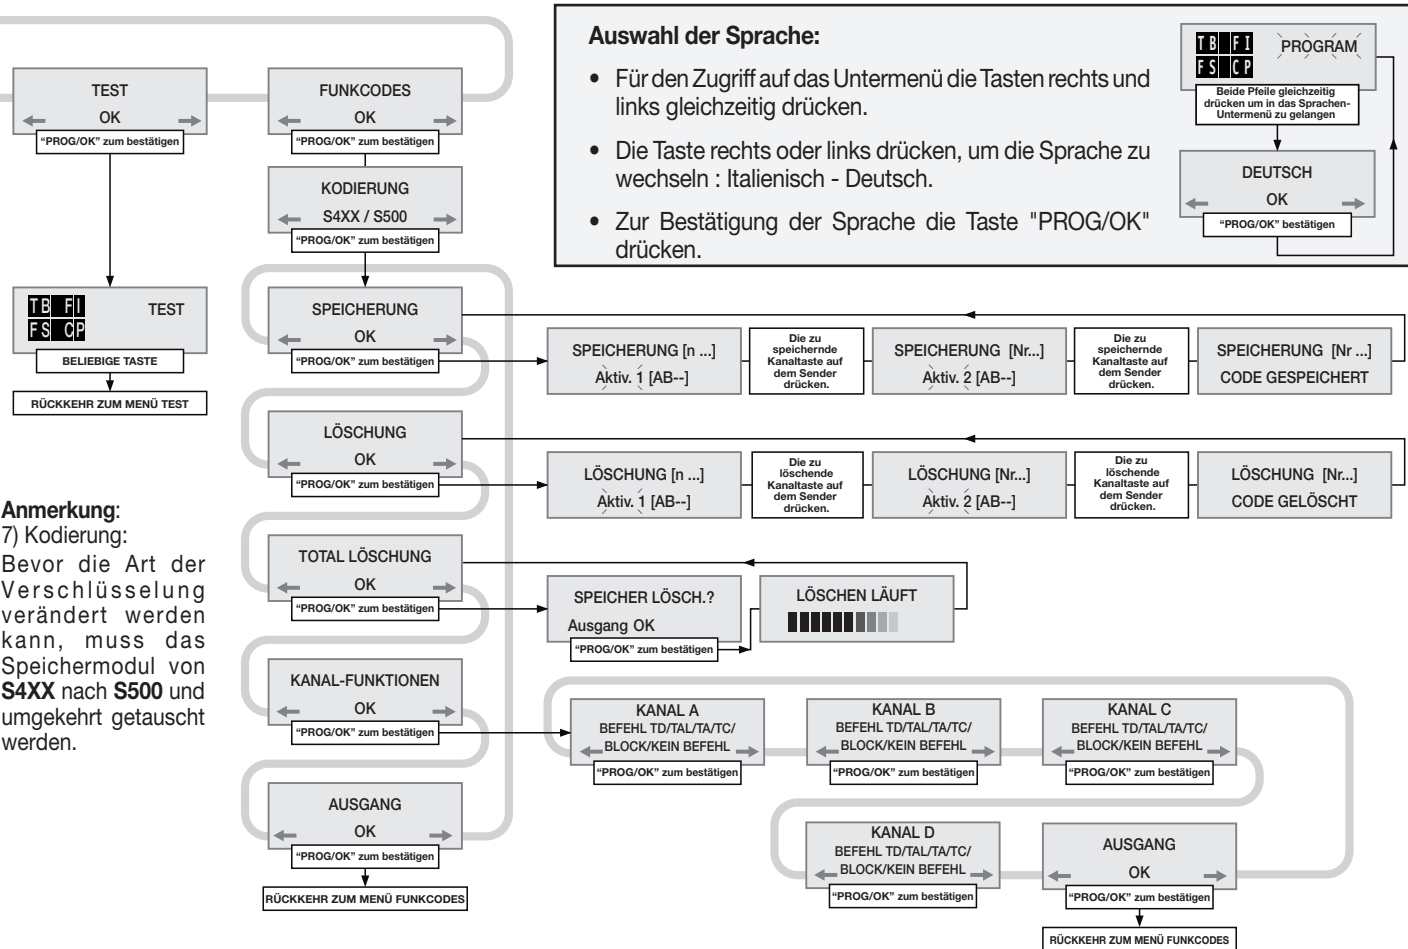 Auswahl der Sprache:
• Für den Zugriff auf das Untermenü die Tasten rechts und
links gleichzeitig drücken.
• Die Taste rechts oder links drücken, um die Sprache zu
wechseln : Italienisch - Deutsch.
• Zur Bestätigung der Sprache die Taste "PROG/OK"
drücken.
TB FI
FS CP
PROGRAM
Beide Pfeile gleichzeitig
drücken um in das Sprachen-
Untermenü zu gelangen
DEUTSCH
OK
“PROG/OK” bestätigen
TEST
OK
“PROG/OK” zum bestätigen
TB FI
FS CP
TEST
BELIEBIGE TASTE
RÜCKKEHR ZUM MENÜ TEST
Anmerkung:
7) Kodierung:
Bevor die Art der
Verschlüsselung
verändert werden
kann, muss das
Speichermodul von
S4XX nach S500 und
umgekehrt getauscht
werden.
FUNKCODES
OK
“PROG/OK” zum bestätigen
KODIERUNG
S4XX / S500
“PROG/OK” zum bestätigen
SPEICHERUNG
OK
“PROG/OK” zum bestätigen
SPEICHERUNG [n ...]
Aktiv. 1 [AB--]
Die zu
speichernde
Kanaltaste auf
dem Sender
drücken.
SPEICHERUNG [Nr...]
Aktiv. 2 [AB--]
Die zu
speichernde
Kanaltaste auf
dem Sender
drücken.
SPEICHERUNG [Nr ...]
CODE GESPEICHERT
LÖSCHUNG
OK
“PROG/OK” zum bestätigen
LÖSCHUNG [n ...]
Aktiv. 1 [AB--]
Die zu
löschende
Kanaltaste auf
dem Sender
drücken.
LÖSCHUNG [Nr...]
Aktiv. 2 [AB--]
Die zu
löschende
Kanaltaste auf
dem Sender
drücken.
LÖSCHUNG [Nr...]
CODE GELÖSCHT
TOTAL LÖSCHUNG
OK
“PROG/OK” zum bestätigen
SPEICHER LÖSCH.?
Ausgang OK
“PROG/OK” zum bestätigen
LÖSCHEN LÄUFT
KANAL-FUNKTIONEN
OK
“PROG/OK” zum bestätigen
KANAL A
BEFEHL TD/TAL/TA/TC/
BLOCK/KEIN BEFEHL
“PROG/OK” zum bestätigen
KANAL B
BEFEHL TD/TAL/TA/TC/
BLOCK/KEIN BEFEHL
“PROG/OK” zum bestätigen
KANAL C
BEFEHL TD/TAL/TA/TC/
BLOCK/KEIN BEFEHL
“PROG/OK” zum bestätigen
KANAL D
BEFEHL TD/TAL/TA/TC/
BLOCK/KEIN BEFEHL
“PROG/OK” zum bestätigen
AUSGANG
OK
“PROG/OK” zum bestätigen
RÜCKKEHR ZUM MENÜ FUNKCODES
AUSGANG
OK
“PROG/OK” zum bestätigen
RÜCKKEHR ZUM MENÜ FUNKCODES